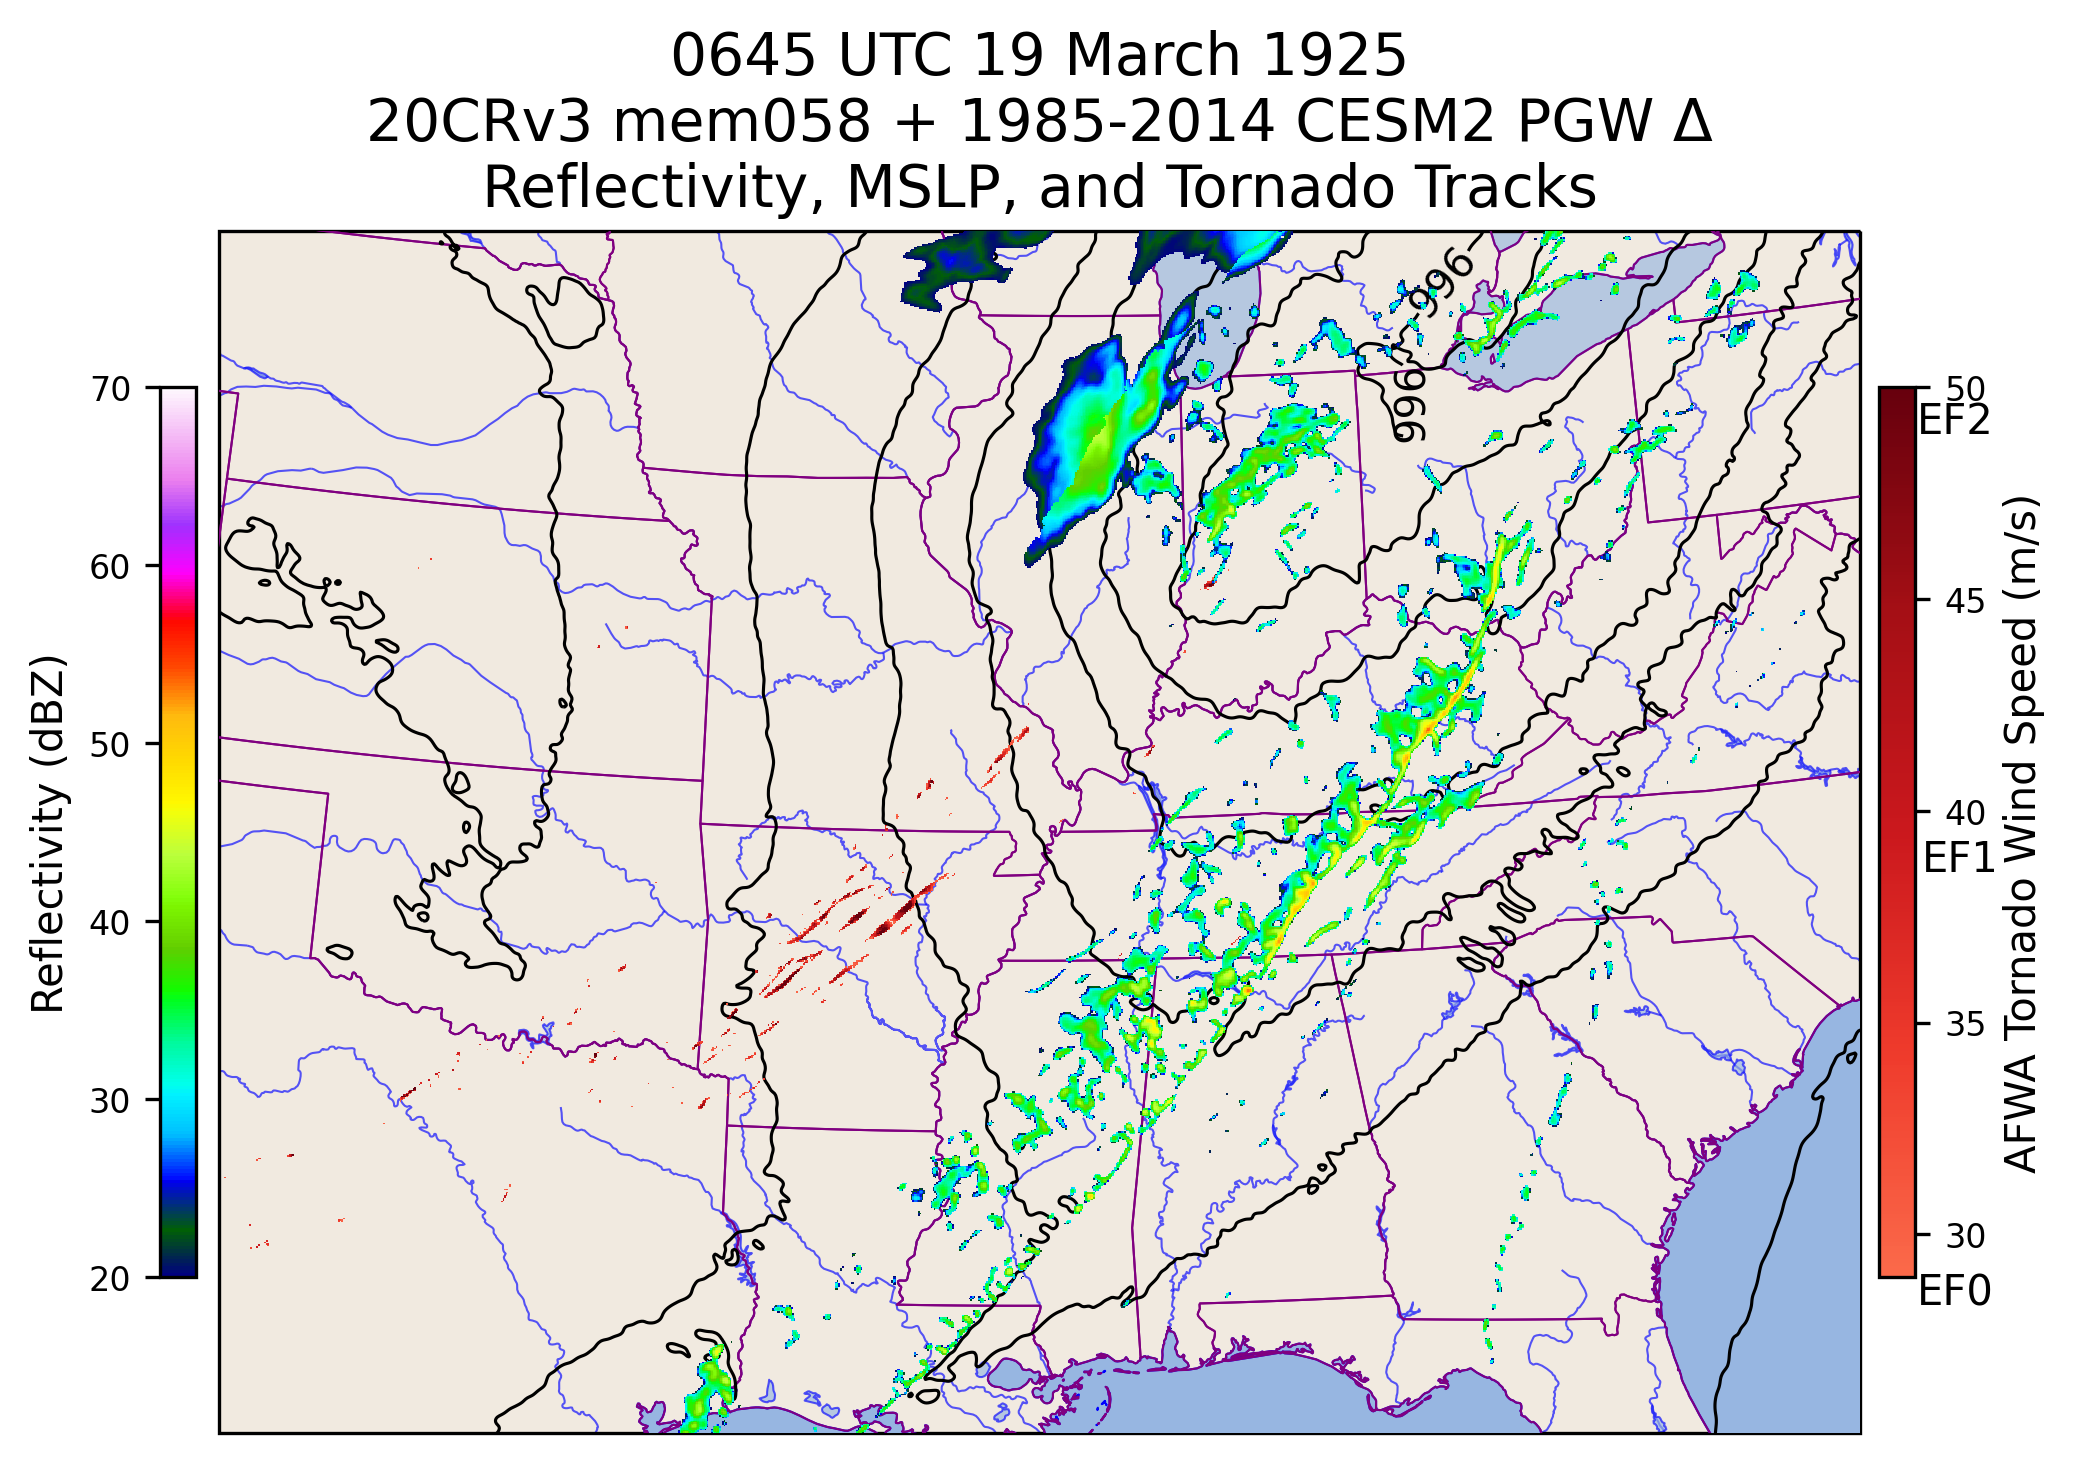 0645 UTC 19 March 1925
20CRv3 mem058 + 1985-2014 CESM2 PGW Δ
Reflectivity, MSLP, and Tornado Tracks
996
996
70
60
50
40
30
20
Reflectivity (dBZ)
50
EF2
45
40
EF1
35
30
EF0
AFWA Tornado Wind Speed (m/s)